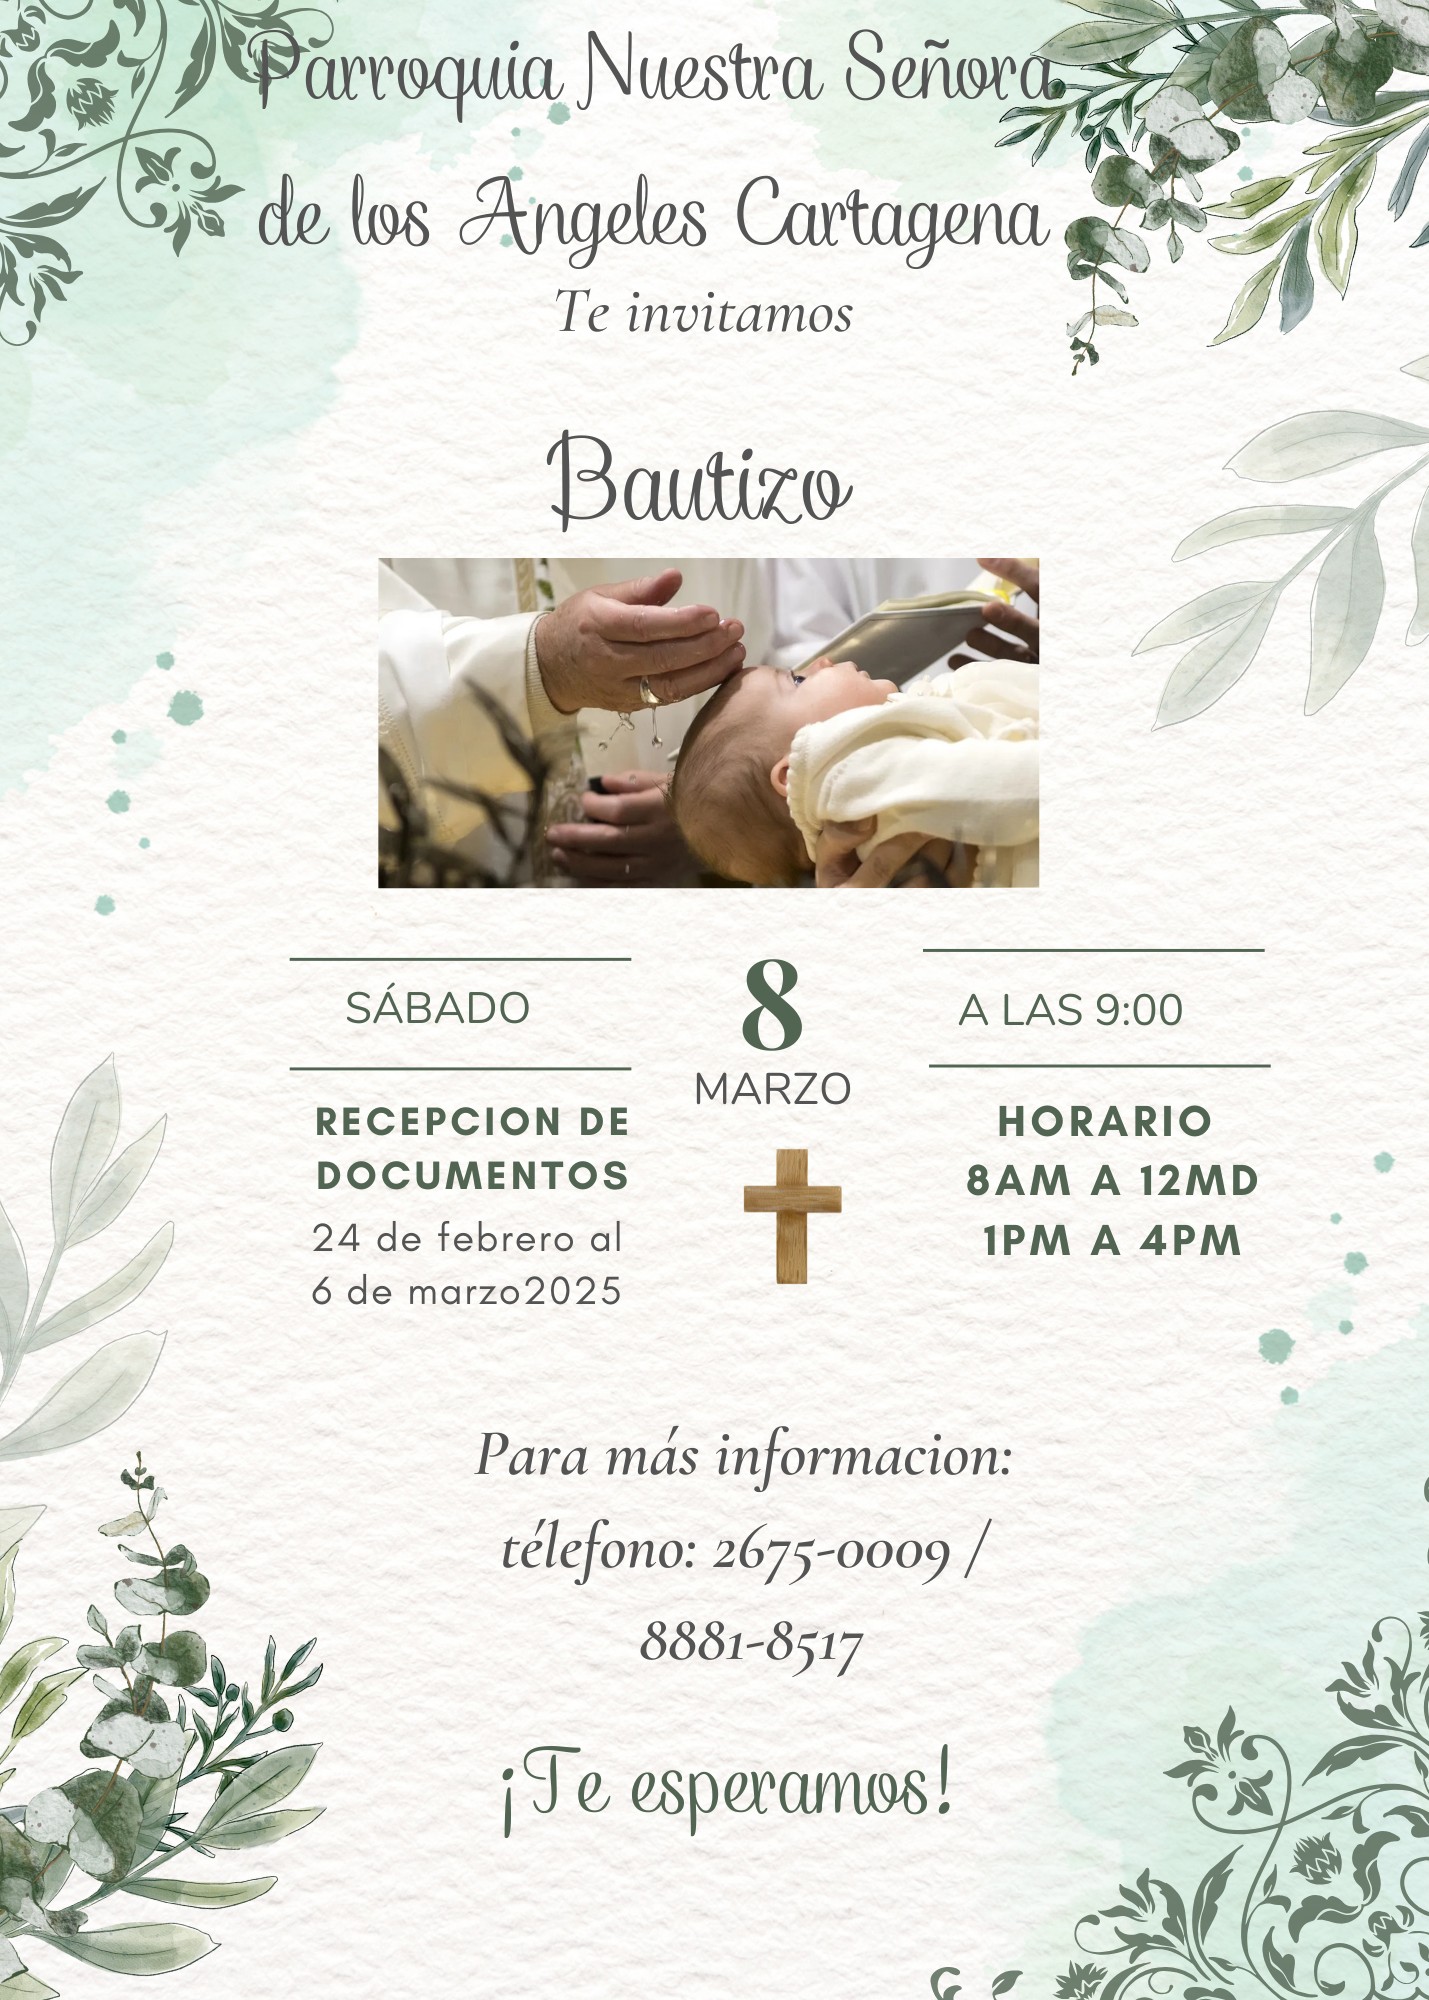 Parroquia Nuestra Señora
de los Angeles Cartagena
Te invitamos
Bautizo
SÁBADO
8
MARZO
A LAS 9:00
RECEPCION DE
DOCUMENTOS
24 de febrero al
6 de marzo2025
HORARIO
8AM A 12MD
1PM A 4PM
Para más informacion:
télefono: 2675-0009 /
8881-8517
¡Te esperamos!